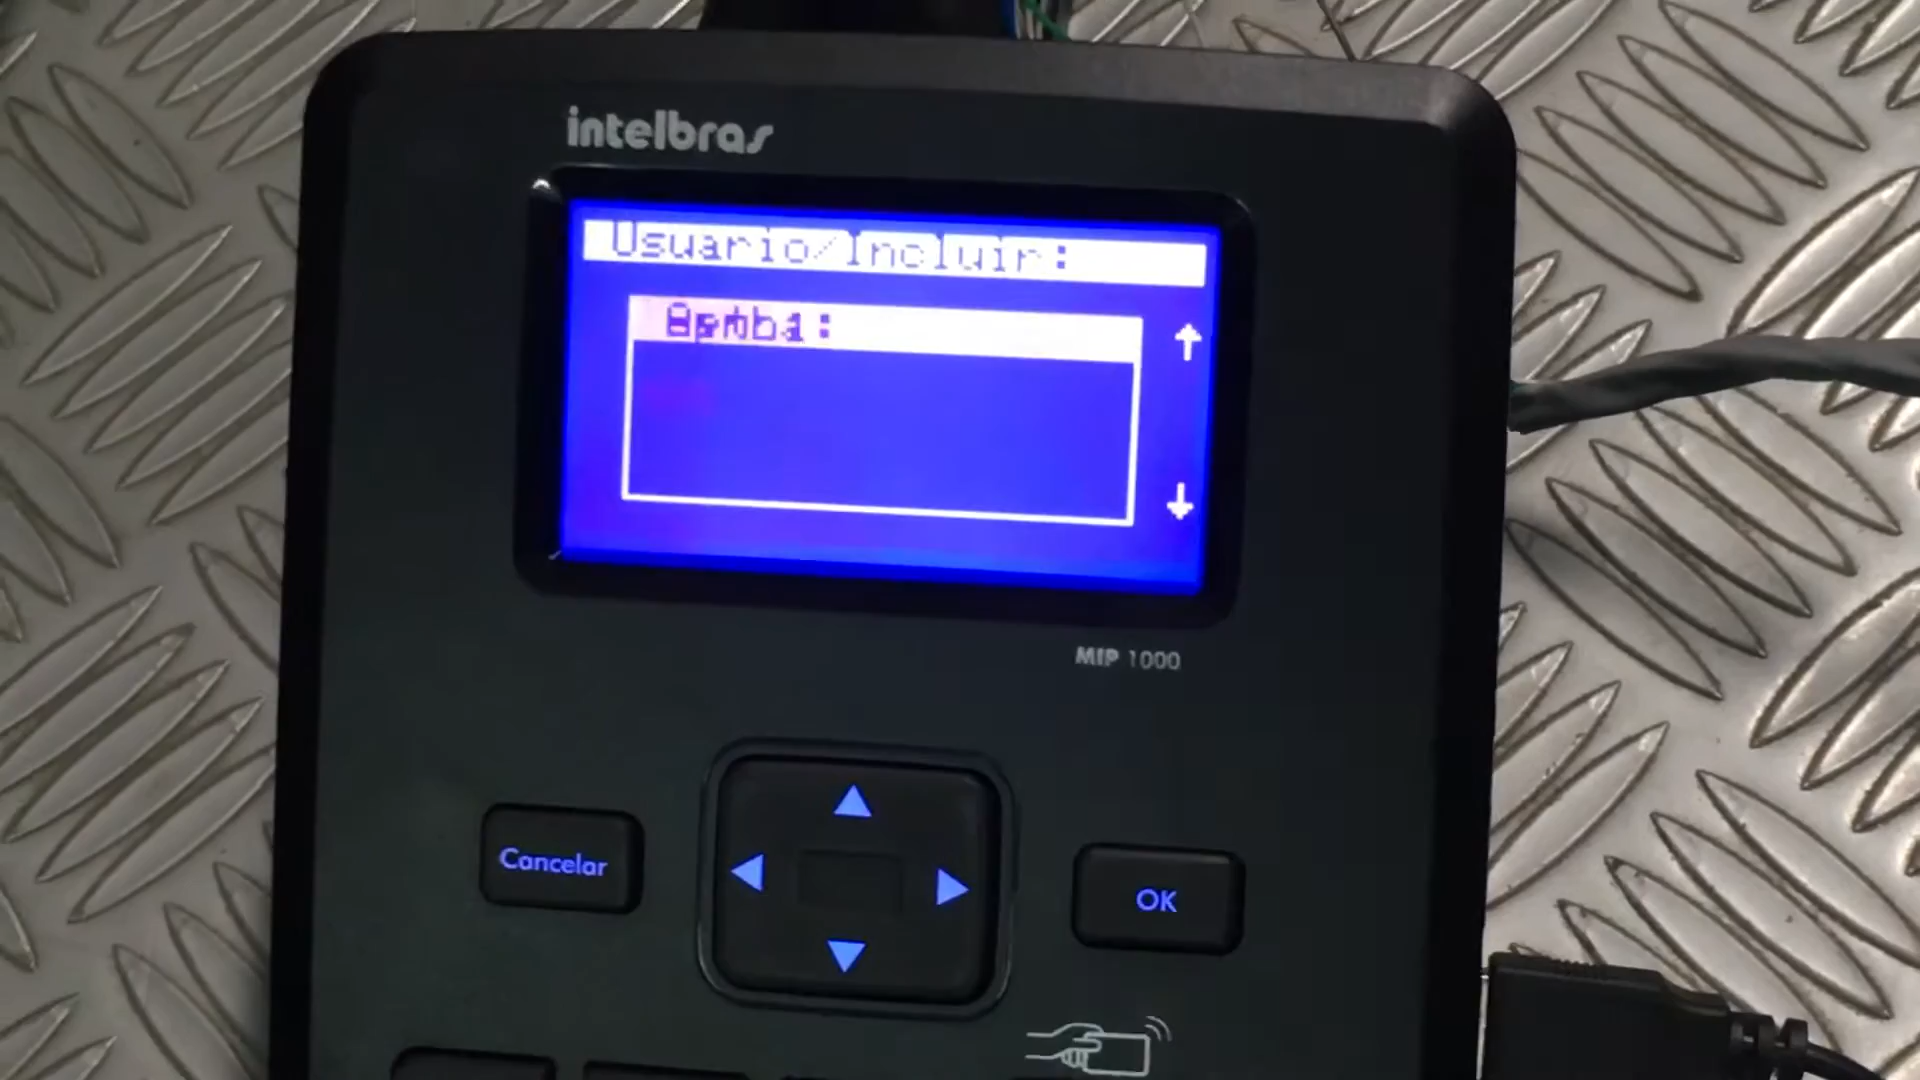 intelbras
Usuario/Incluir:
MIP 1000
Cancelar
OK